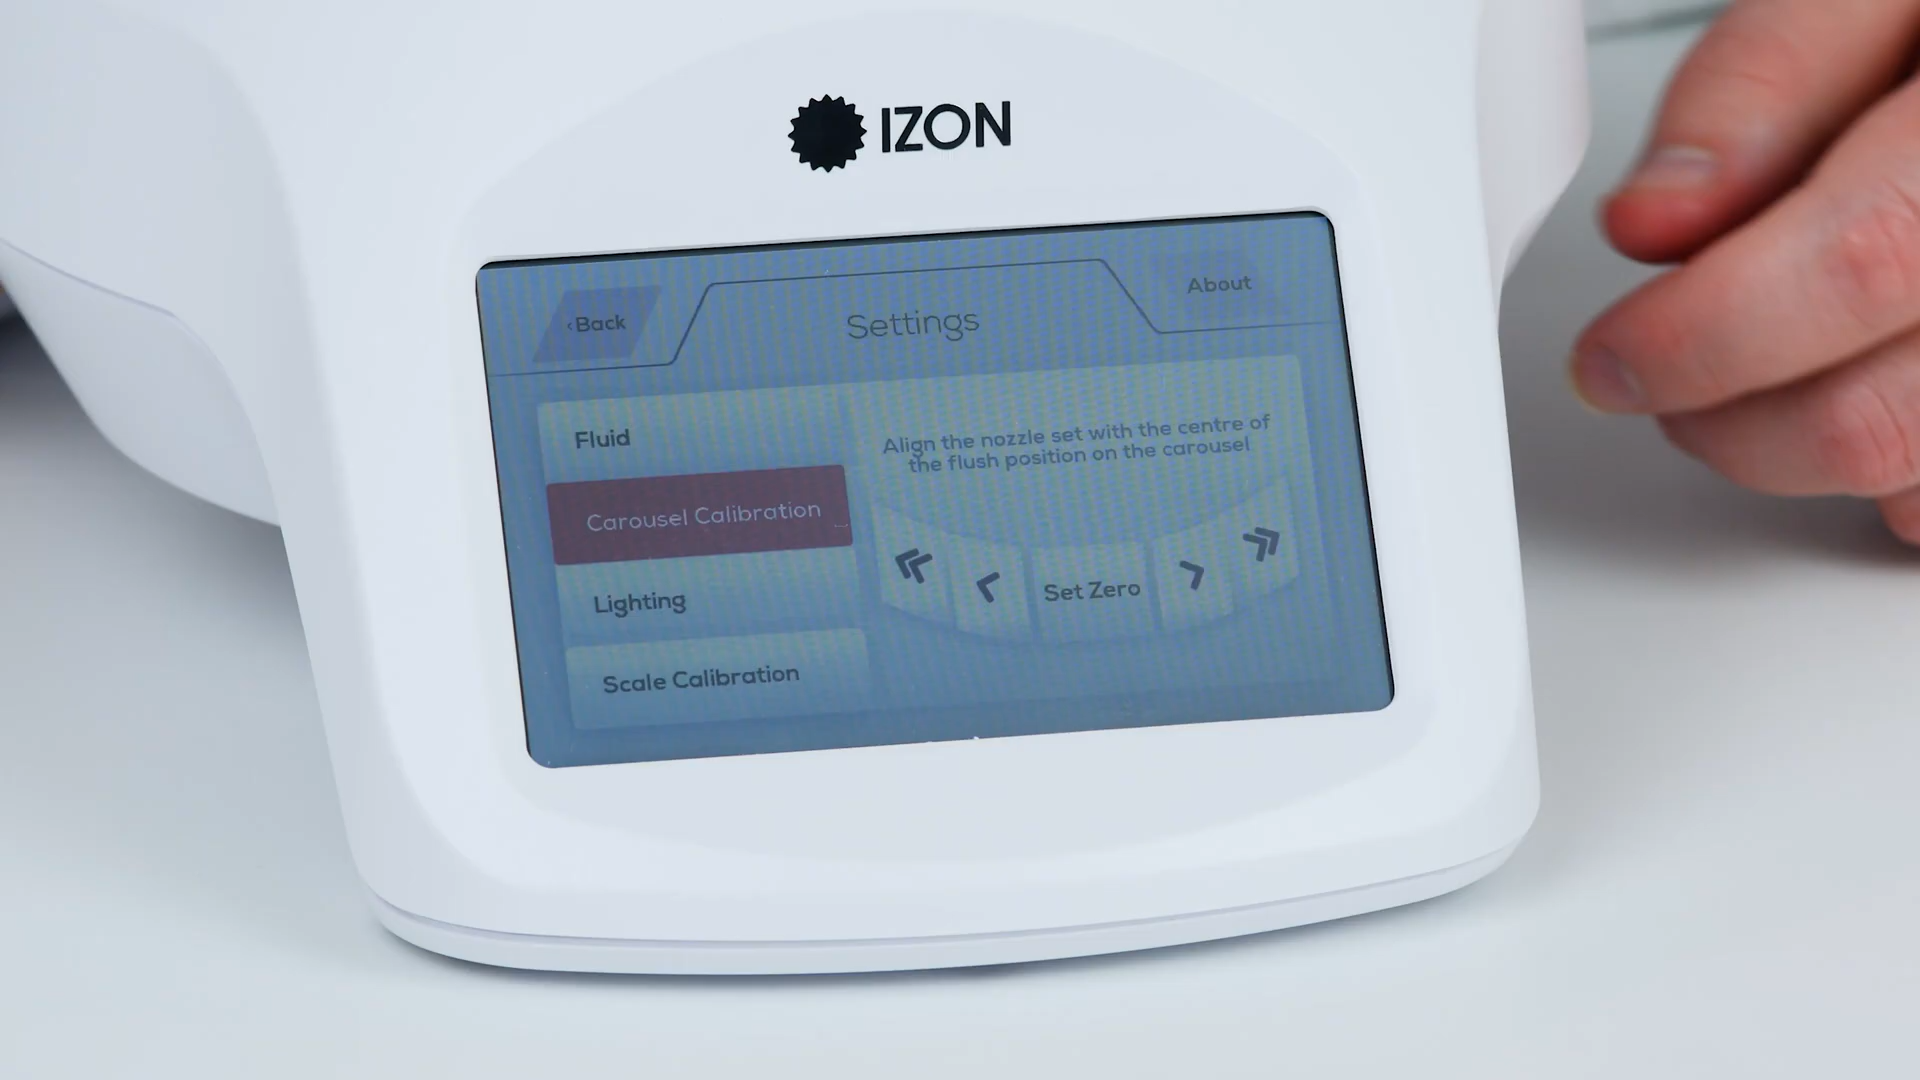 IZON
‹Back
Settings
About
Fluid
Carousel Calibration
Lighting
Scale Calibration
Align the nozzle set with the centre of
the flush position on the carousel
Set Zero